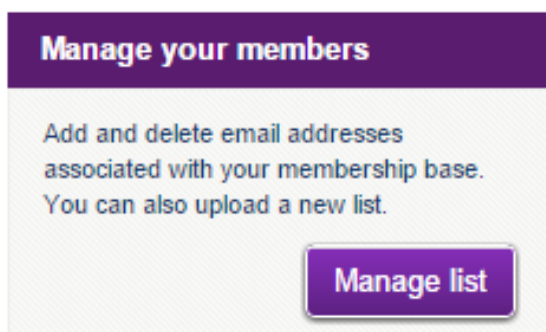 Manage your members
Add and delete email addresses
associated with your membership base.
You can also upload a new list.
Manage list